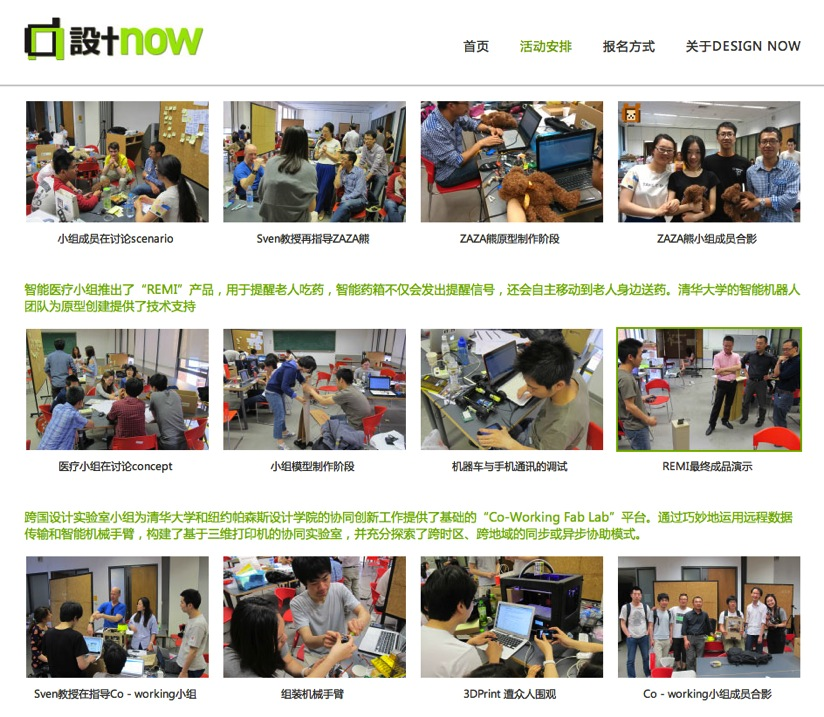 設计now
首页 活动安排 报名方式 关于DESIGN NOW
小组成员在讨论scenario Sven教授再指导ZAZA熊 ZAZA熊原型制作阶段 ZAZA熊小组成员合影
智能医疗小组推出了“REMI”产品，用于提醒老人吃药，智能药箱不仅会发出提醒信号，还会自主移动到老人身边送药。清华大学的智能机器人
团队为原型创建提供了技术支持
医疗小组在讨论concept 小组模型制作阶段 机器车与手机通讯的调试 REMI最终成品演示
跨国设计实验室小组为清华大学和纽约帕森斯设计学院的协同创新工作提供了基础的“Co-Working Fab Lab”平台。通过巧妙地运用远程数据
传输和智能机械手臂，构建了基于三维打印机的协同实验室，并充分探索了跨时区、跨地域的同步或异步协助模式。
Sven教授在指导Co - working小组 组装机械手臂 3DPrint 遭众人围观 Co - working小组成员合影